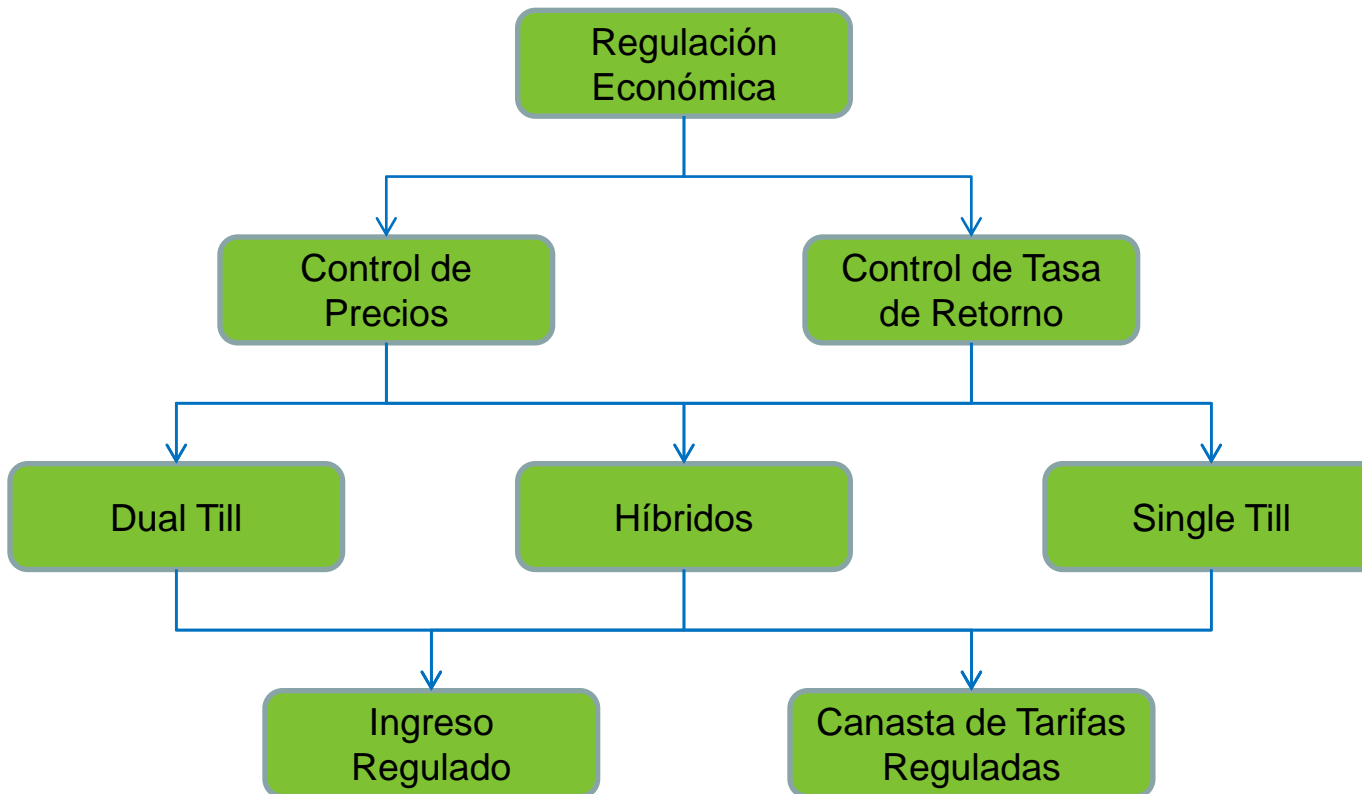 Regulación
Económica
Control de
Precios
Control de Tasa
de Retorno
Dual Till
Híbridos
Single Till
Ingreso
Regulado
Canasta de Tarifas
Reguladas